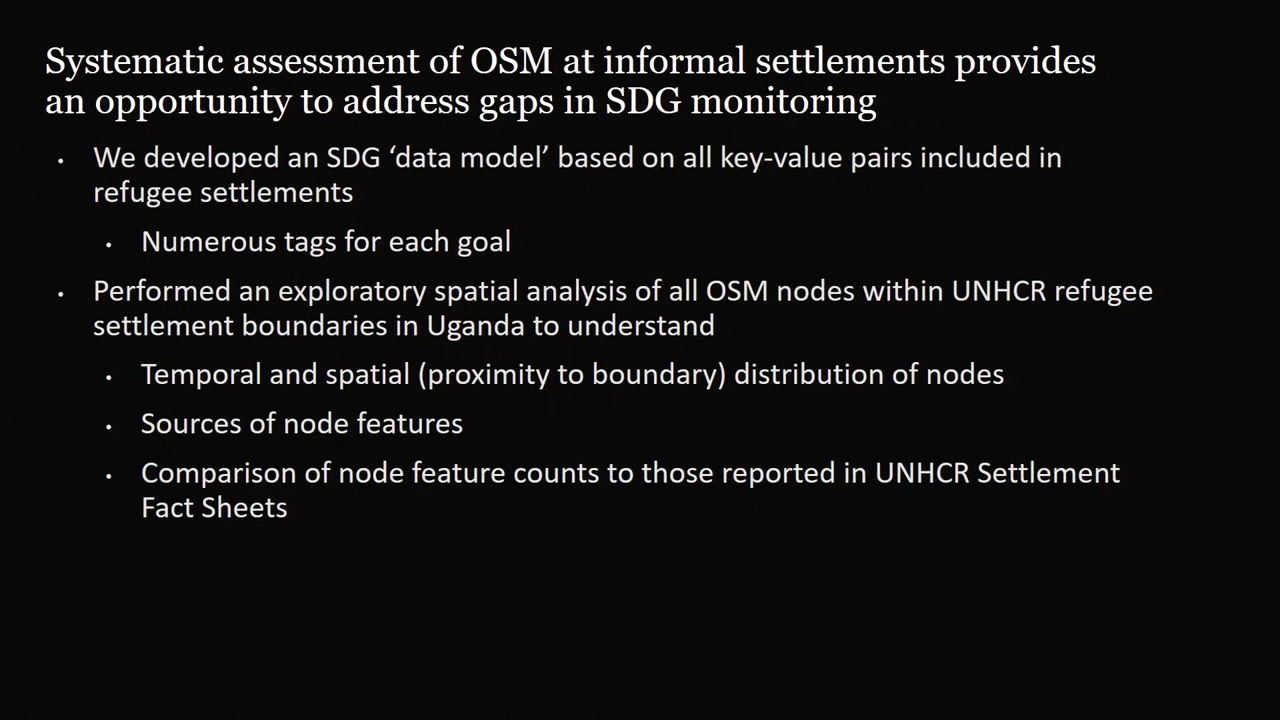 Systematic assessment of OSM at informal settlements provides
an opportunity to address gaps in SDG monitoring
• We developed an SDG ‘data model’ based on all key-value pairs included in
refugee settlements
• Numerous tags for each goal
• Performed an exploratory spatial analysis of all OSM nodes within UNHCR refugee
settlement boundaries in Uganda to understand
• Temporal and spatial (proximity to boundary) distribution of nodes
• Sources of node features
• Comparison of node feature counts to those reported in UNHCR Settlement
Fact Sheets